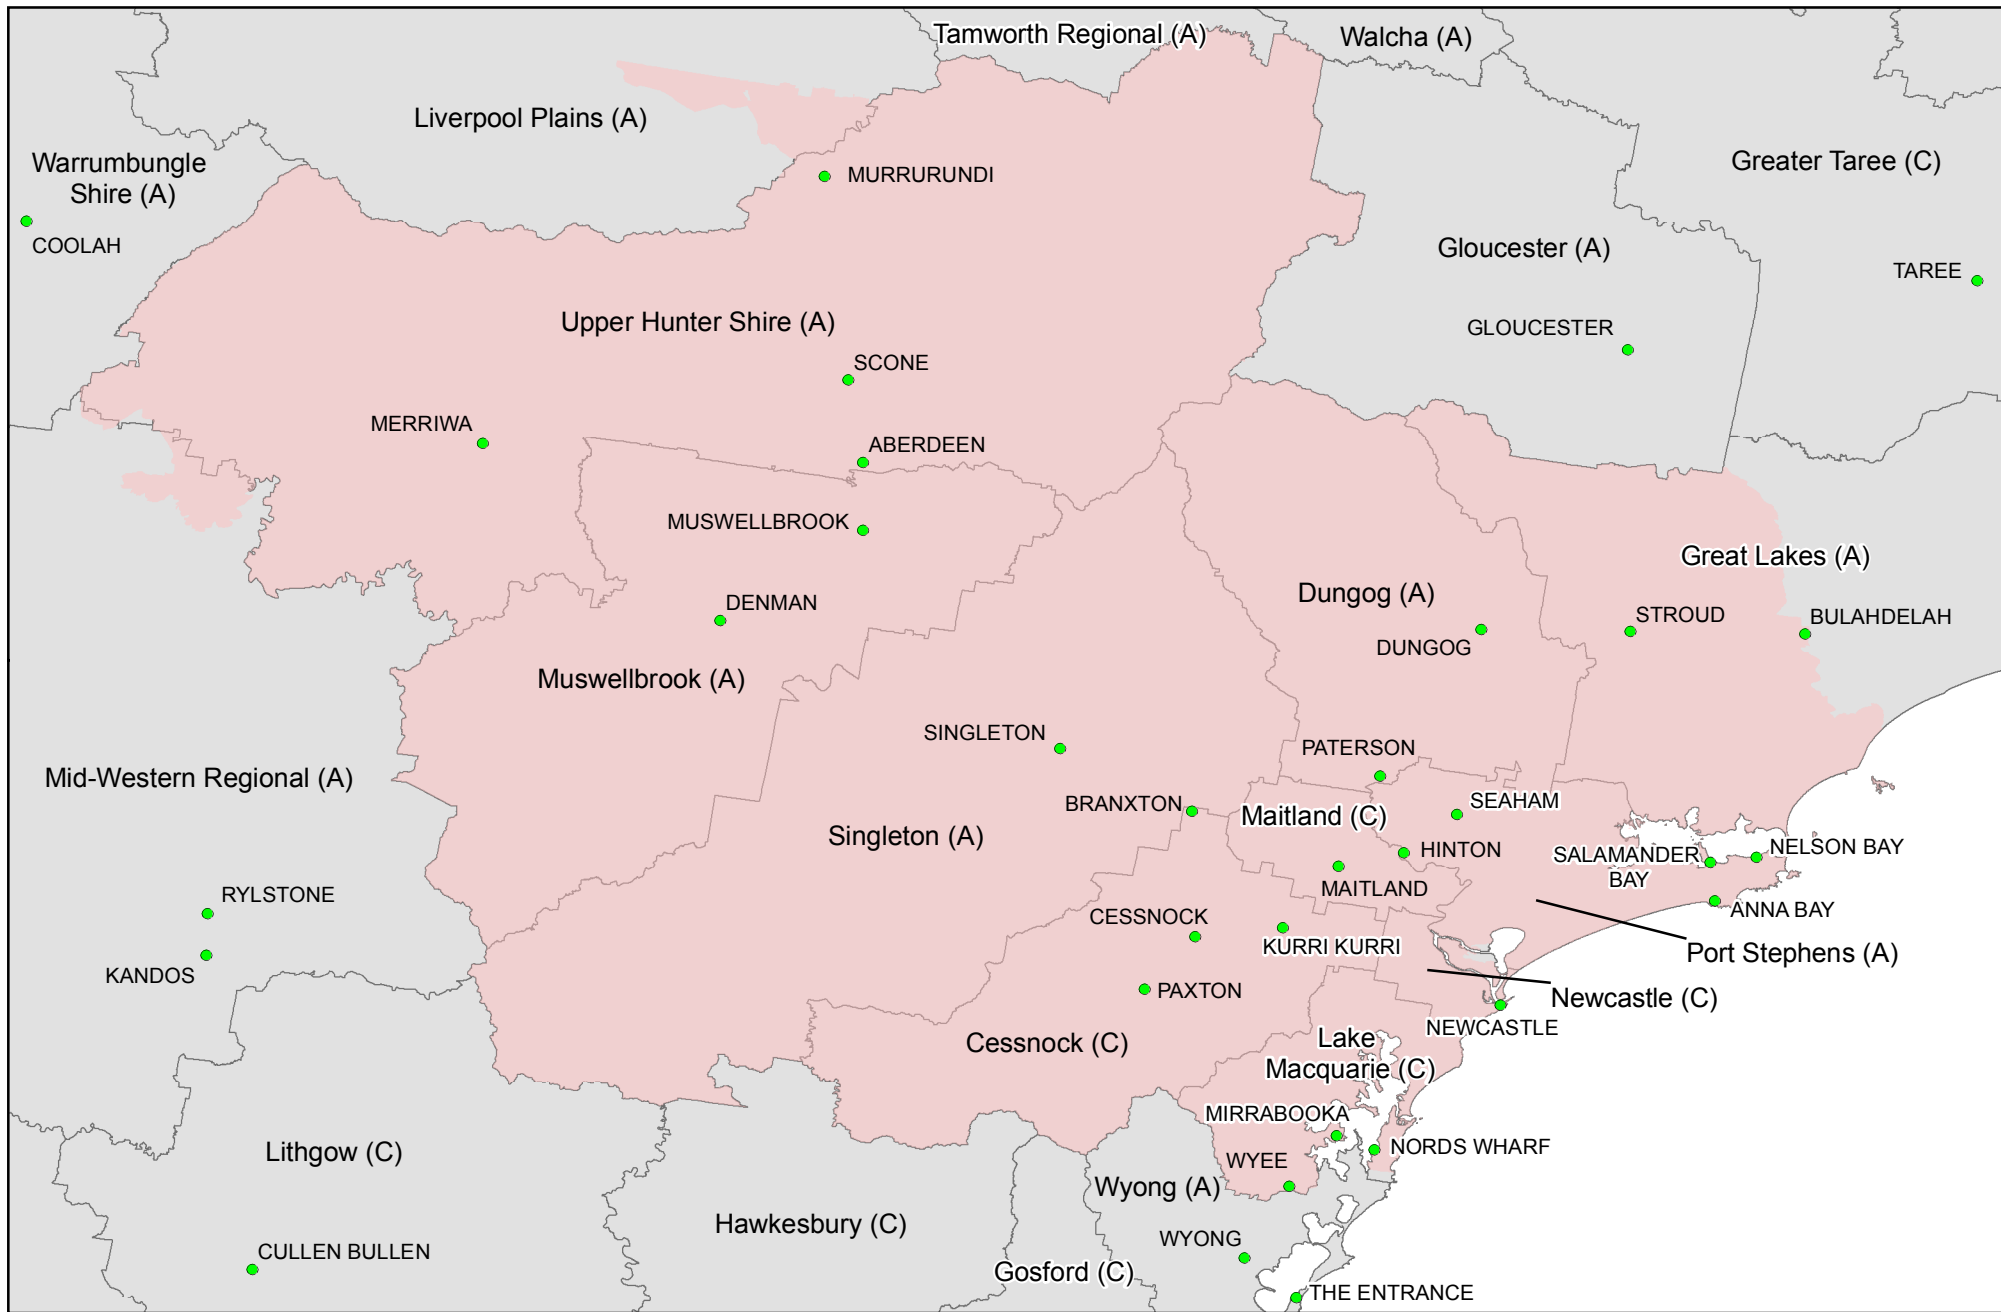 Tamworth Regional (A)
Walcha (A)
Liverpool Plains (A)
Warrumbungle
Shire (A)
Greater Taree (C)
MURRURUNDI
COOLAH
Gloucester (A)
TAREE
Upper Hunter Shire (A)
GLOUCESTER
SCONE
MERRIWA
ABERDEEN
MUSWELLBROOK
Great Lakes (A)
Dungog (A)
DENMAN
STROUD
BULAHDELAH
DUNGOG
Muswellbrook (A)
SINGLETON
PATERSON
Mid-Western Regional (A)
BRANXTON
SEAHAM
Maitland (C)
Singleton (A)
HINTON
NELSON BAY
SALAMANDER
BAY
MAITLAND
RYLSTONE
ANNA BAY
CESSNOCK
KURRI KURRI
Port Stephens (A)
KANDOS
PAXTON
Newcastle (C)
NEWCASTLE
Cessnock (C)
Lake
Macquarie (C)
MIRRABOOKA
NORDS WHARF
Lithgow (C)
WYEE
Wyong (A)
Hawkesbury (C)
WYONG
CULLEN BULLEN
Gosford (C)
THE ENTRANCE